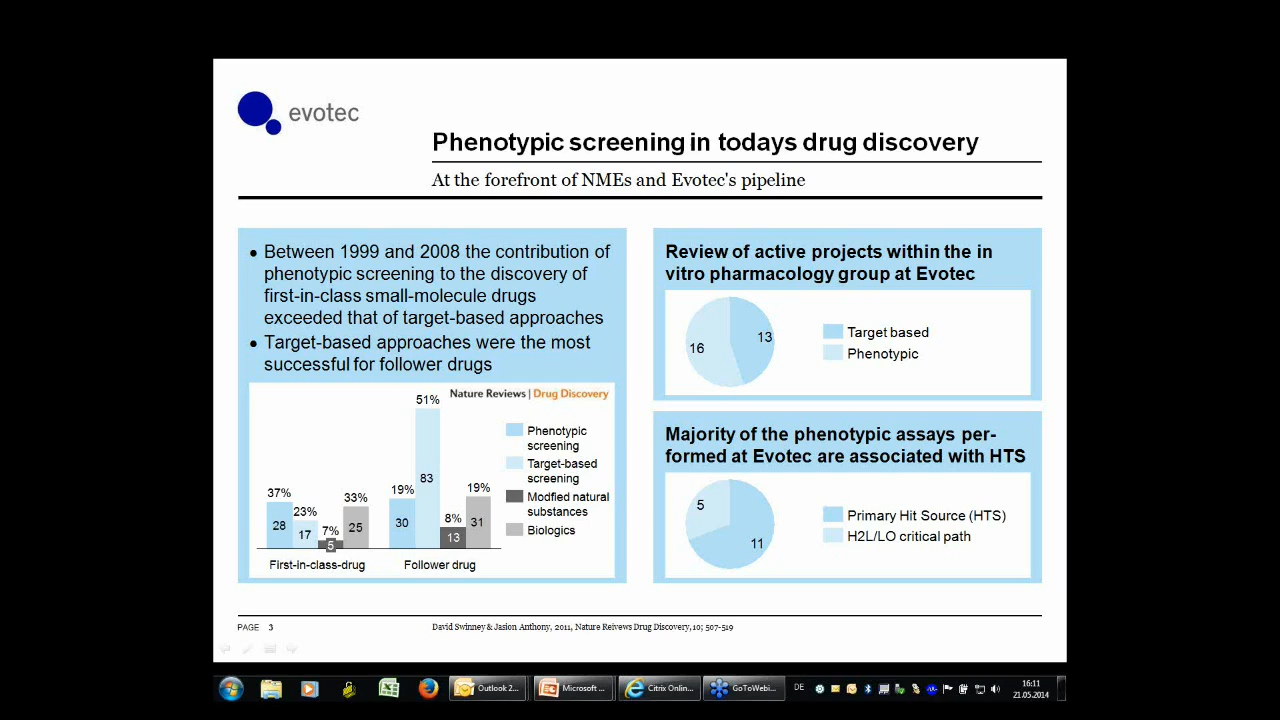 evotec
Phenotypic screening in todays drug discovery
At the forefront of NMEs and Evotec's pipeline
• Between 1999 and 2008 the contribution of
phenotypic screening to the discovery of
first-in-class small-molecule drugs
exceeded that of target-based approaches
• Target-based approaches were the most
successful for follower drugs
Nature Reviews | Drug Discovery
51%
37%
23%
7%
33%
19%
8%
19%
28
17
5
25
30
83
13
31
First-in-class-drug
Follower drug
Phenotypic
screening
Target-based
screening
Modfied natural
substances
Biologics
Review of active projects within the in
vitro pharmacology group at Evotec
16
13
Target based
Phenotypic
Majority of the phenotypic assays per-
formed at Evotec are associated with HTS
5
11
Primary Hit Source (HTS)
H2L/LO critical path
PAGE 3
David Swinney & Jasion Anthony, 2011, Nature Reivews Drug Discovery, 10; 507-519
Outlook 2...
Microsoft ...
Citrix Onlin...
GoToWebi...
DE
16:11
21.05.2014